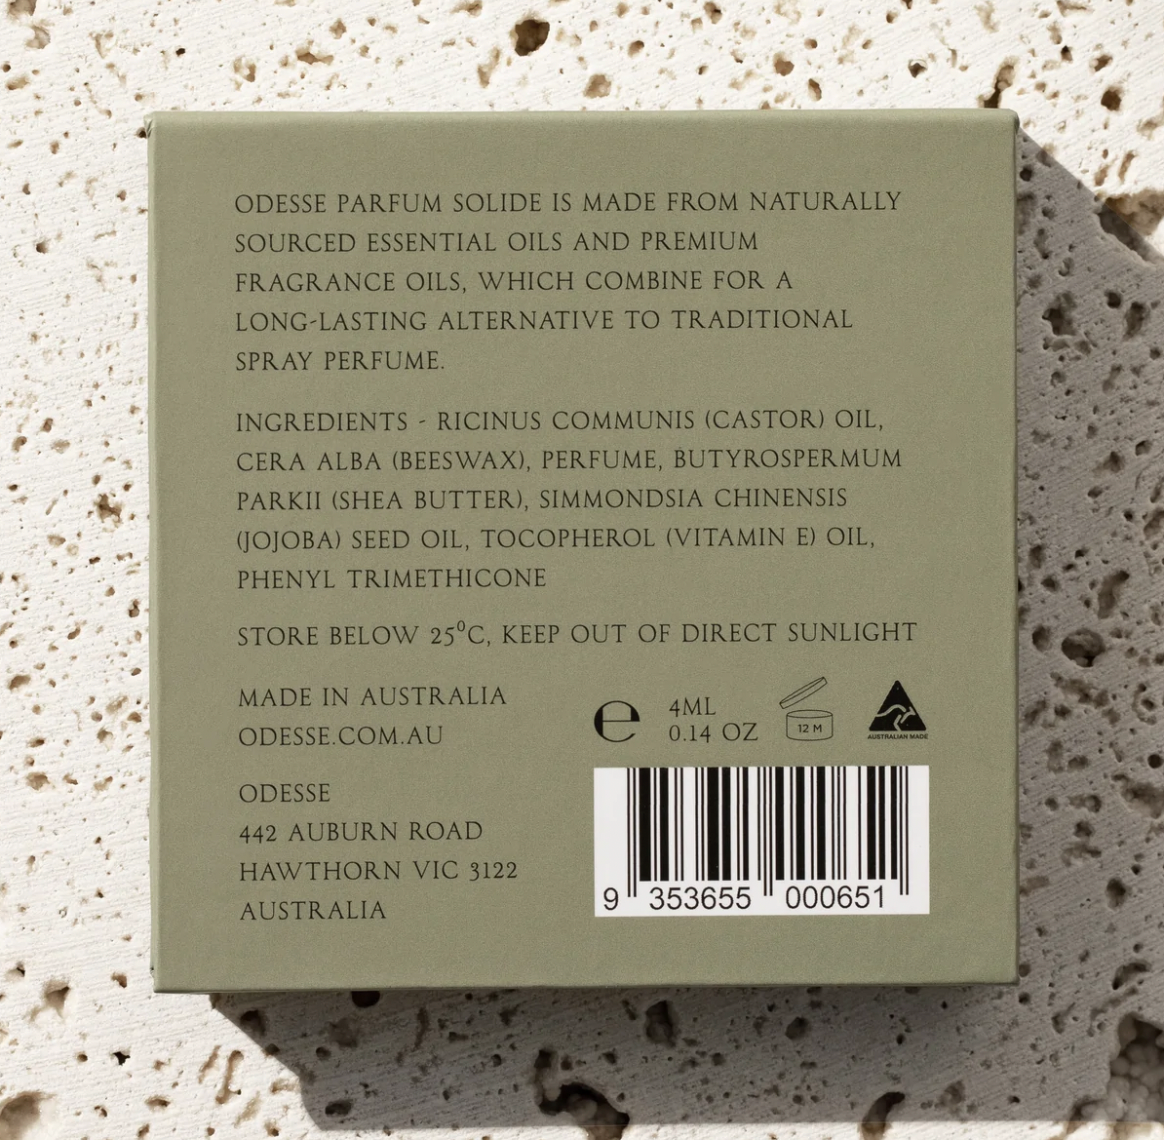 ODESSE PARFUM SOLIDE IS MADE FROM NATURALLY
SOURCED ESSENTIAL OILS AND PREMIUM
FRAGRANCE OILS, WHICH COMBINE FOR A
LONG-LASTING ALTERNATIVE TO TRADITIONAL
SPRAY PERFUME.
INGREDIENTS - RICINUS COMMUNIS (CASTOR) OIL,
CERA ALBA (BEESWAX), PERFUME, BUTYROSPERMUM
PARKII (SHEA BUTTER), SIMMONDSIA CHINENSIS
(JOJOBA) SEED OIL, TOCOPHEROL (VITAMIN E) OIL,
PHENYL TRIMETHICONE
STORE BELOW 25⁰C, KEEP OUT OF DIRECT SUNLIGHT
MADE IN AUSTRALIA
ODESSE.COM.AU
ODESSE
442 AUBURN ROAD
HAWTHORN VIC 3122
AUSTRALIA
℮
4ML
0.14 OZ
12 M
AUSTRALIAN MADE
9 353655 000651